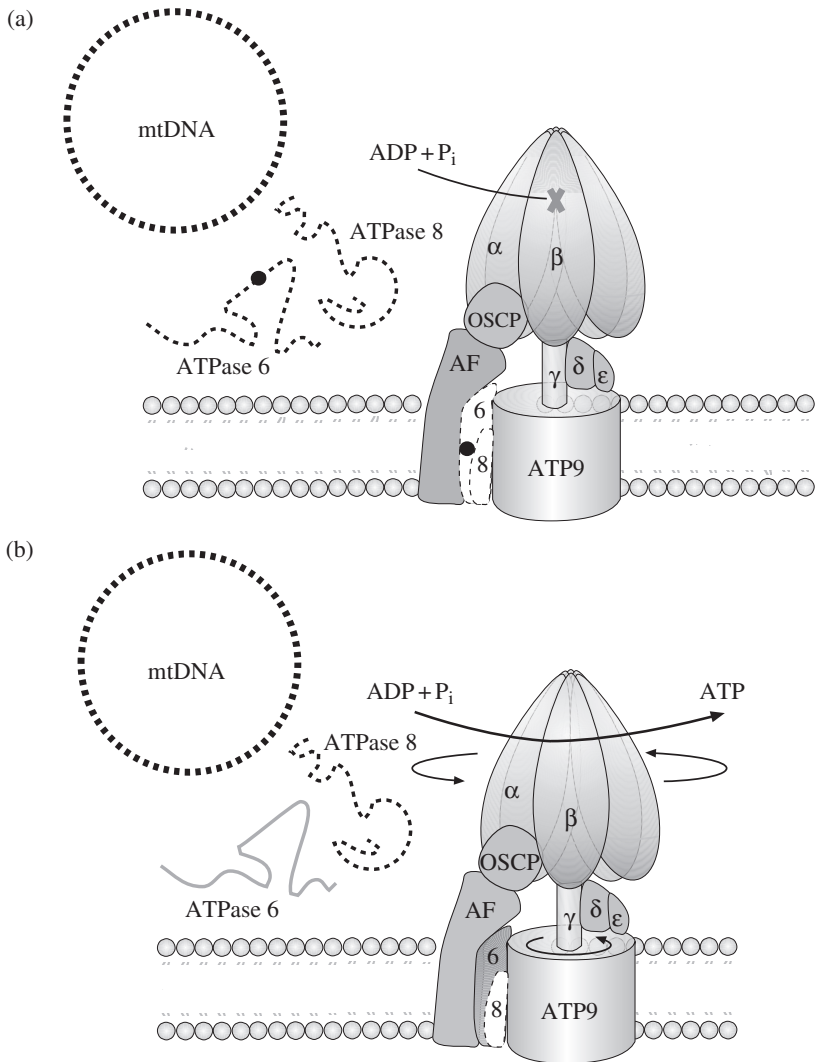 (a)
mtDNA
ADP + Pᵢ
ATPase 8
α
β
OSCP
ATPase 6
AF
γ
δ
ε
6
8
ATP9
(b)
mtDNA
ADP + Pᵢ
ATP
ATPase 8
α
β
OSCP
ATPase 6
AF
γ
δ
ε
6
8
ATP9